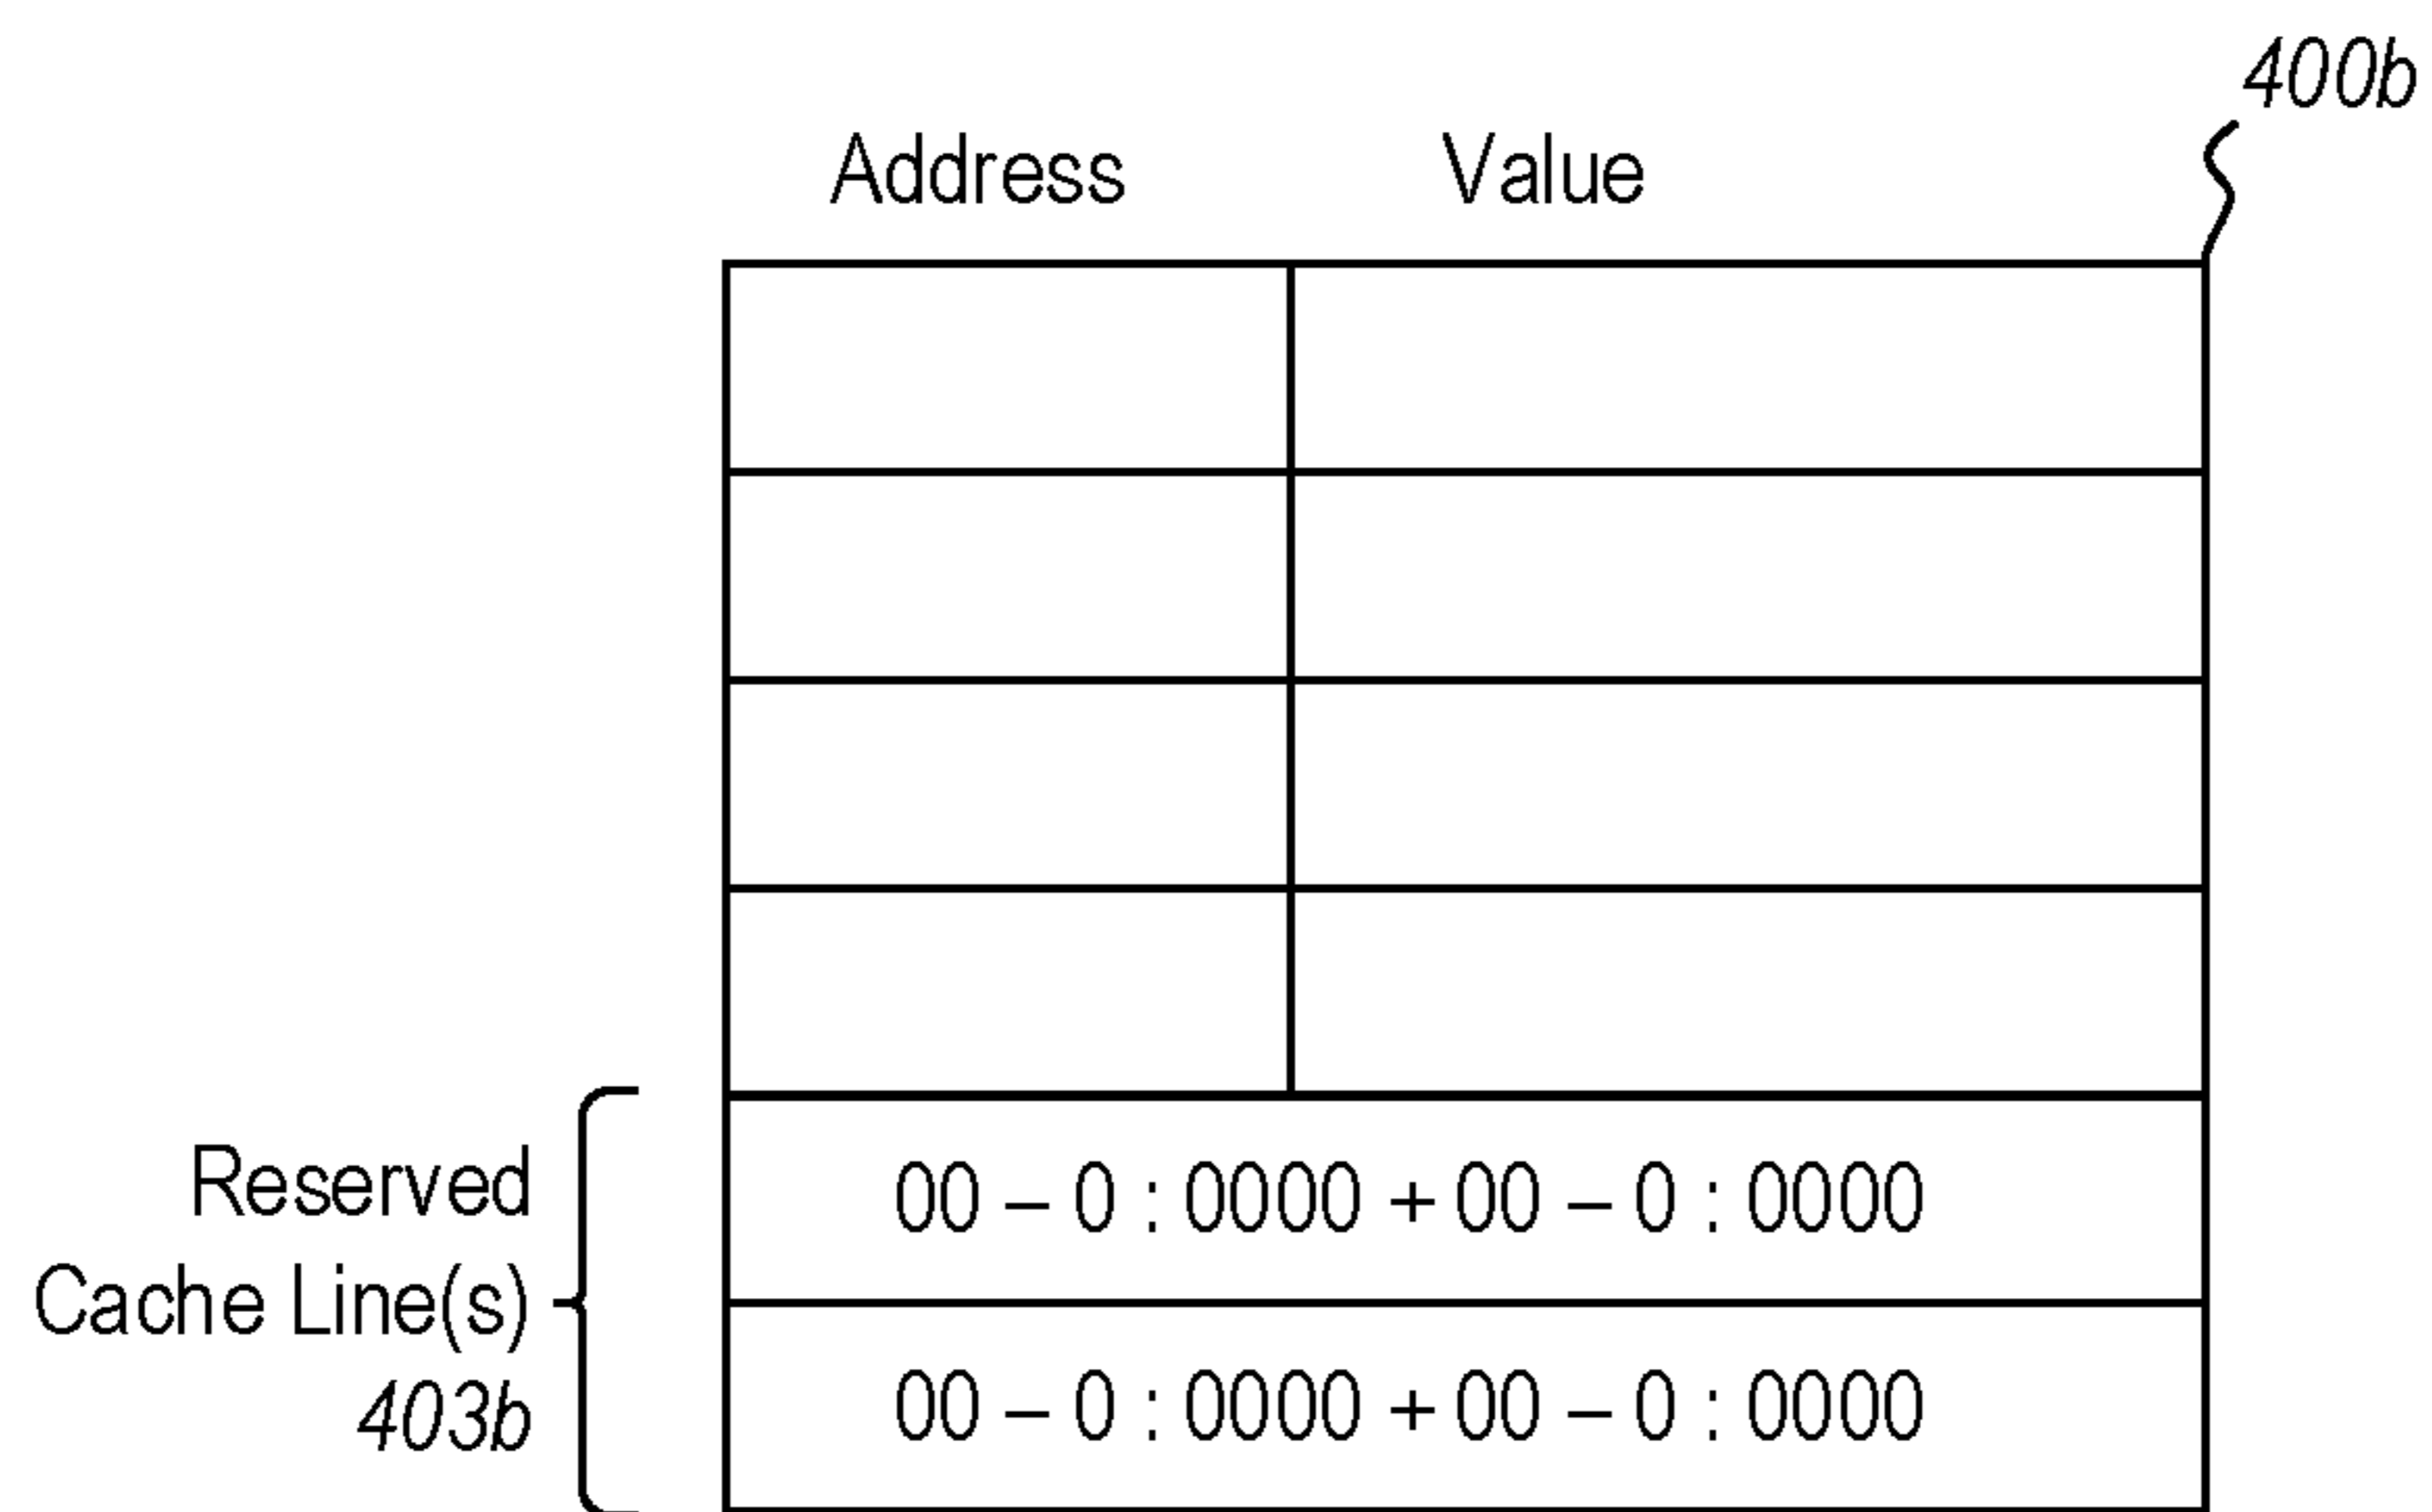 400b
Address Value
Reserved
Cache Line(s)
403b
00 – 0 : 0000 + 00 – 0 : 0000
00 – 0 : 0000 + 00 – 0 : 0000